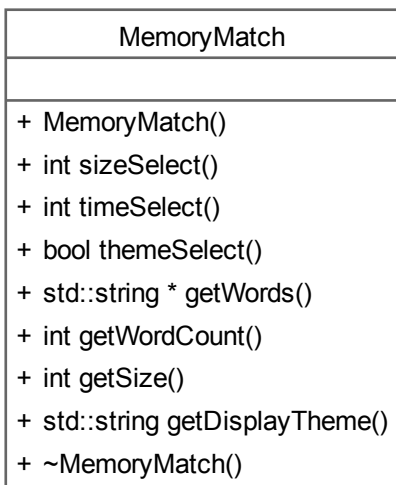 MemoryMatch
+ MemoryMatch()
+ int sizeSelect()
+ int timeSelect()
+ bool themeSelect()
+ std::string * getWords()
+ int getWordCount()
+ int getSize()
+ std::string getDisplayTheme()
+ ~MemoryMatch()